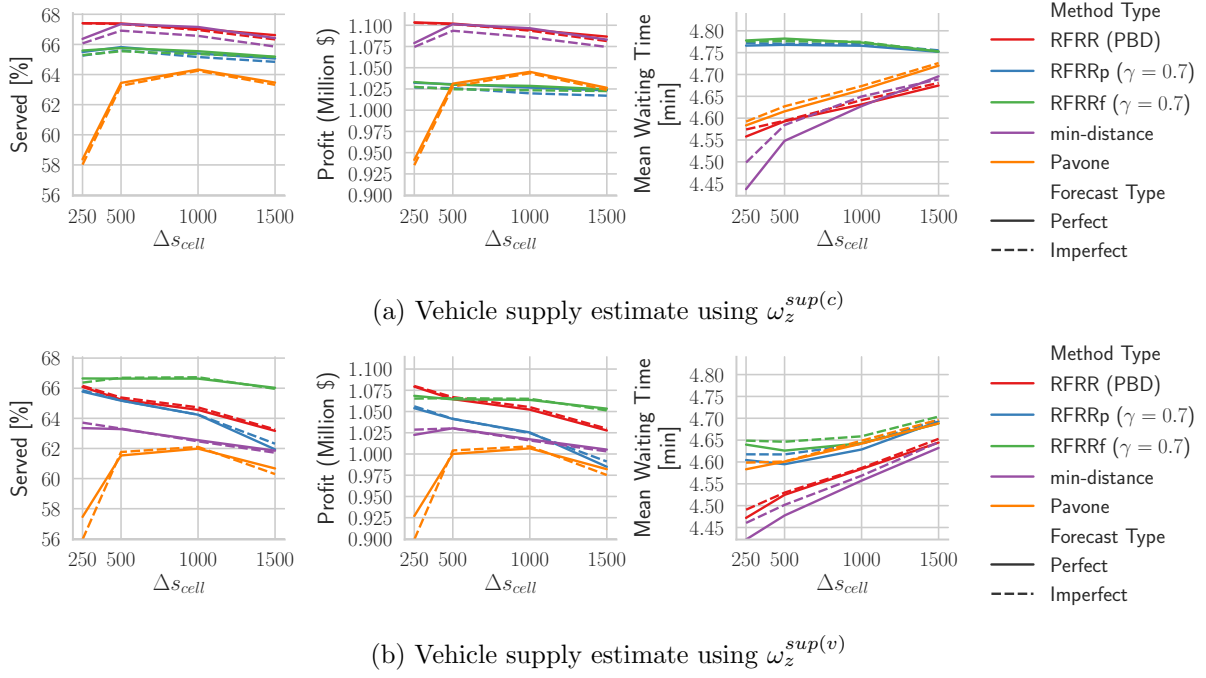 68
66
64
62
60
58
56
Served [%]
250 500 1000 1500
Δs_cell
1.100
1.075
1.050
1.025
1.000
0.975
0.950
0.925
0.900
Profit (Million $)
250 500 1000 1500
Δs_cell
4.80
4.75
4.70
4.65
4.60
4.55
4.50
4.45
Mean Waiting Time
[min]
250 500 1000 1500
Δs_cell
Method Type
RFRR (PBD)
RFRRp (γ = 0.7)
RFRRf (γ = 0.7)
min-distance
Pavone
Forecast Type
Perfect
Imperfect
(a) Vehicle supply estimate using ω_z^{sup(c)}
68
66
64
62
60
58
56
Served [%]
250 500 1000 1500
Δs_cell
1.100
1.075
1.050
1.025
1.000
0.975
0.950
0.925
0.900
Profit (Million $)
250 500 1000 1500
Δs_cell
4.80
4.75
4.70
4.65
4.60
4.55
4.50
4.45
Mean Waiting Time
[min]
250 500 1000 1500
Δs_cell
Method Type
RFRR (PBD)
RFRRp (γ = 0.7)
RFRRf (γ = 0.7)
min-distance
Pavone
Forecast Type
Perfect
Imperfect
(b) Vehicle supply estimate using ω_z^{sup(v)}